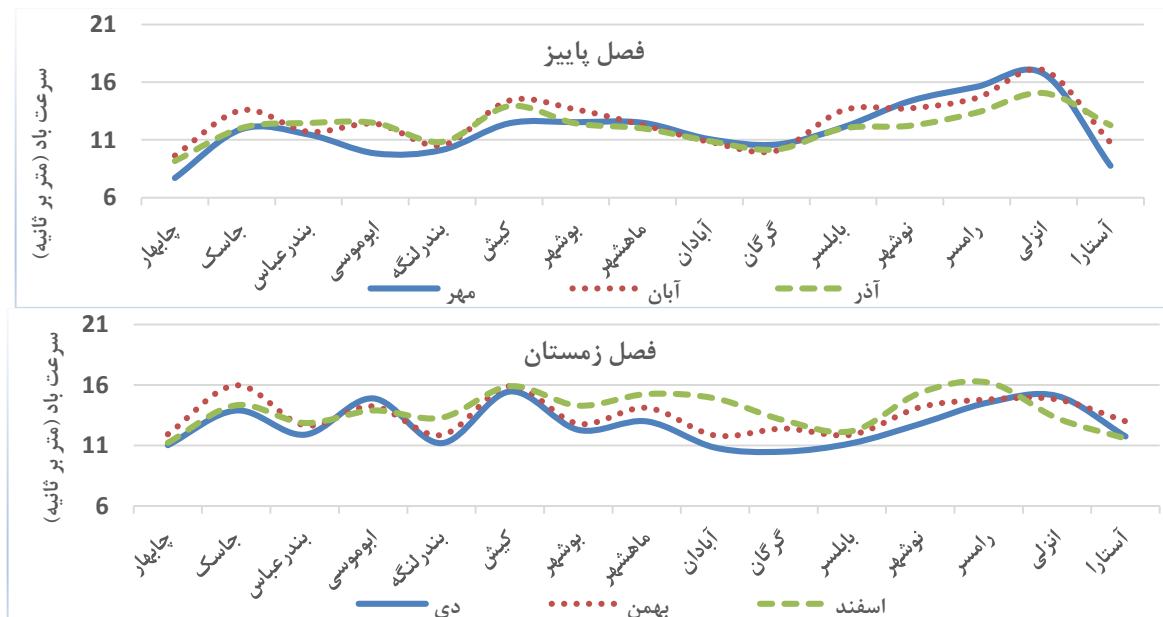 فصل پاییز
سرعت باد (متر بر ثانیه)
21
16
11
6
چابهار
جاسک
بندرعباس
ابوموسی
بندرلنگه
کیش
بوشهر
ماهشهر
آبادان
گرگان
بابلسر
نوشهر
رامسر
انزلی
آستارا
مهر
آبان
آذر
فصل زمستان
سرعت باد (متر بر ثانیه)
21
16
11
6
چابهار
جاسک
بندرعباس
ابوموسی
بندرلنگه
کیش
بوشهر
ماهشهر
آبادان
گرگان
بابلسر
نوشهر
رامسر
انزلی
آستارا
دی
بهمن
اسفند